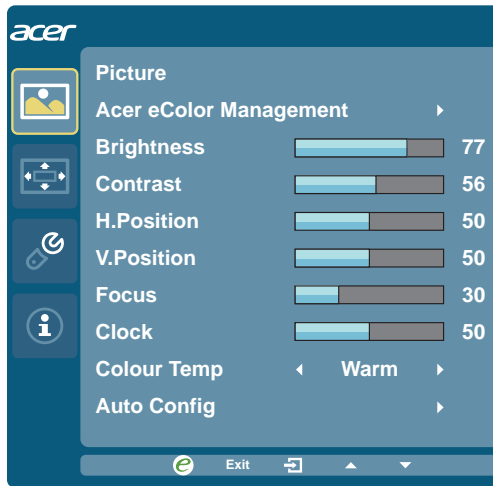 acer
Picture
Acer eColor Management
Brightness 77
Contrast 56
H.Position 50
V.Position 50
Focus 30
Clock 50
Colour Temp Warm
Auto Config
e Exit